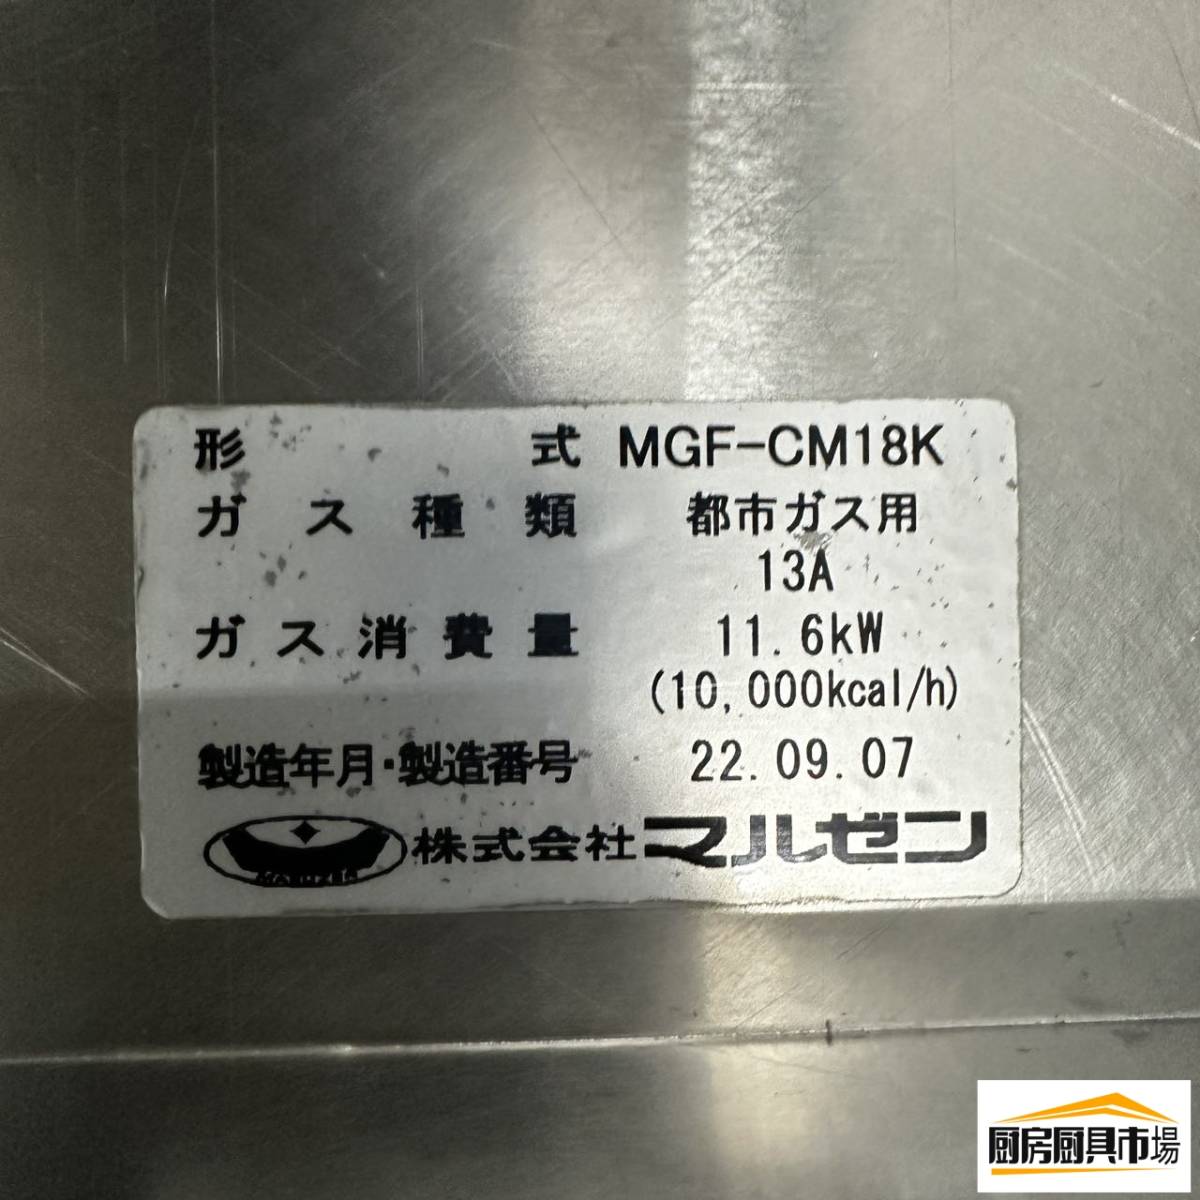 形式 MGF-CM18K
ガス種類 都市ガス用
13A
ガス消費量 11.6kW
(10,000kcal/h)
製造年月・製造番号 22.09.07
MARUZEN 株式会社マルゼン
厨房厨具市場